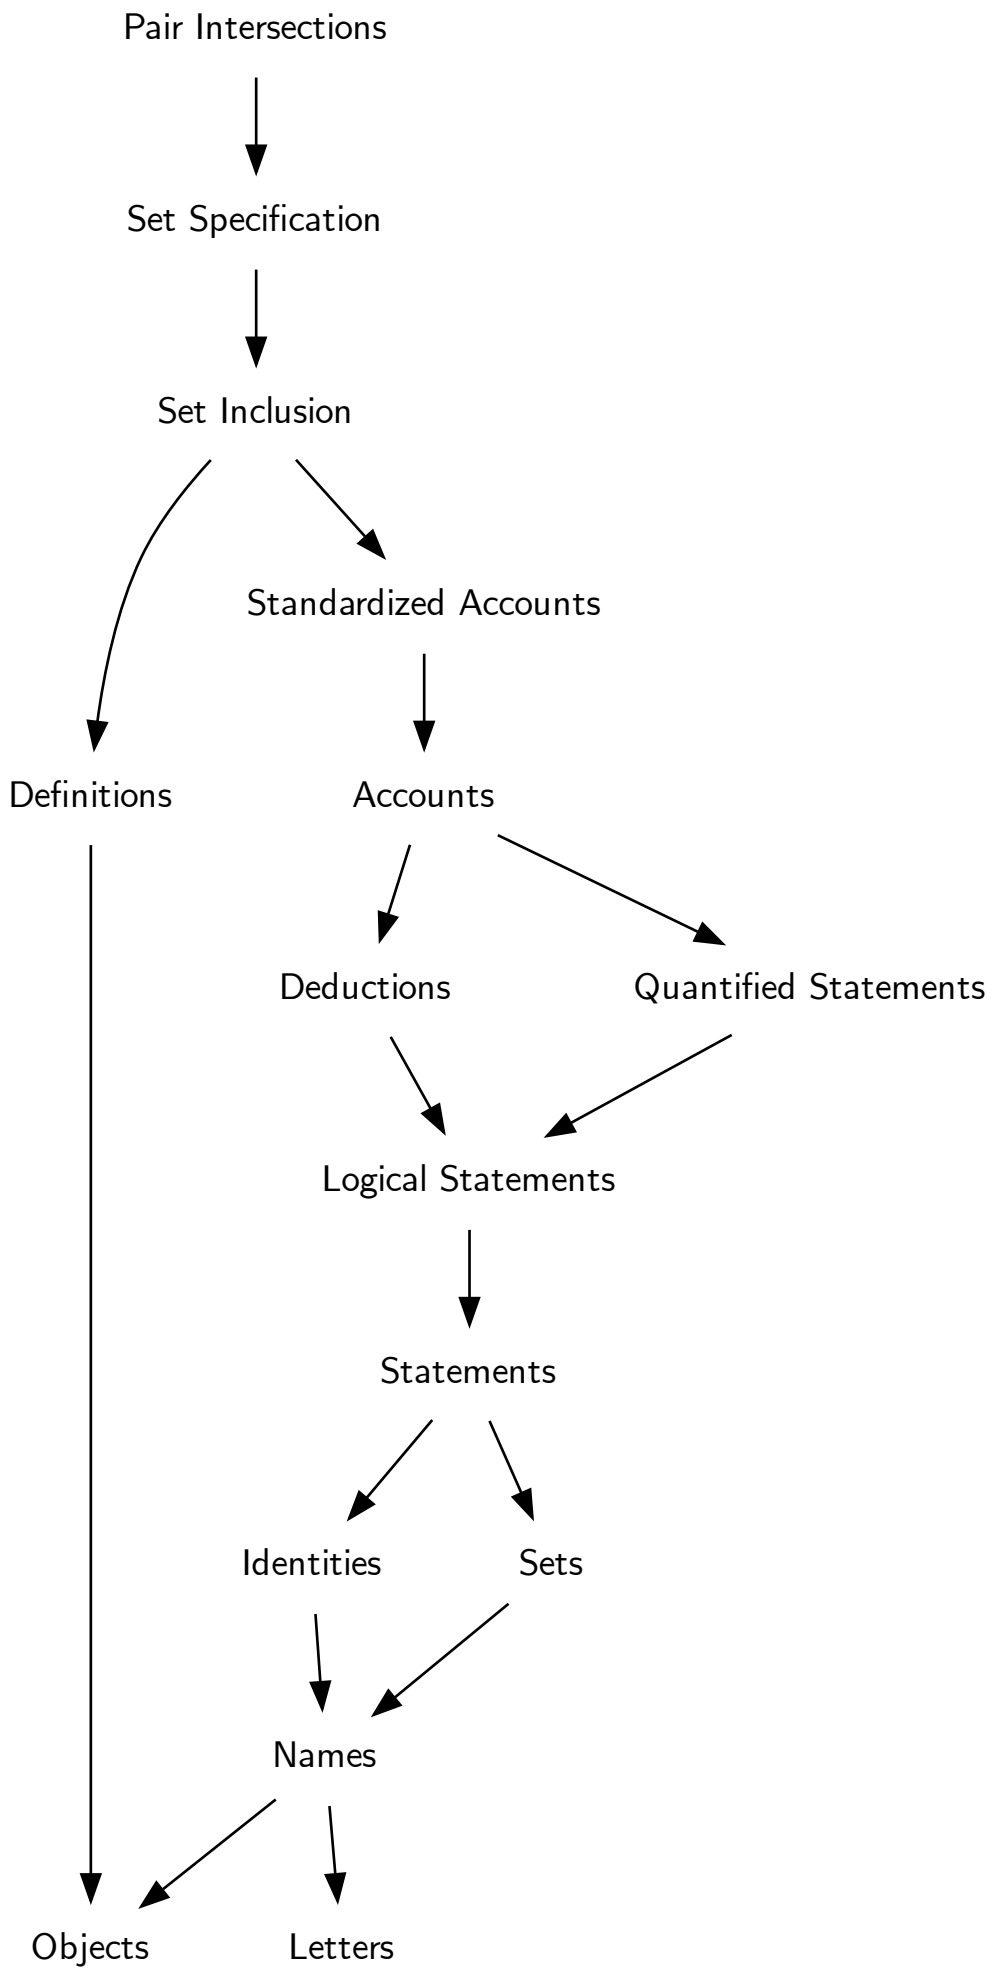 Pair Intersections
Set Specification
Set Inclusion
Standardized Accounts
Definitions
Accounts
Deductions
Quantified Statements
Logical Statements
Statements
Identities
Sets
Names
Objects
Letters